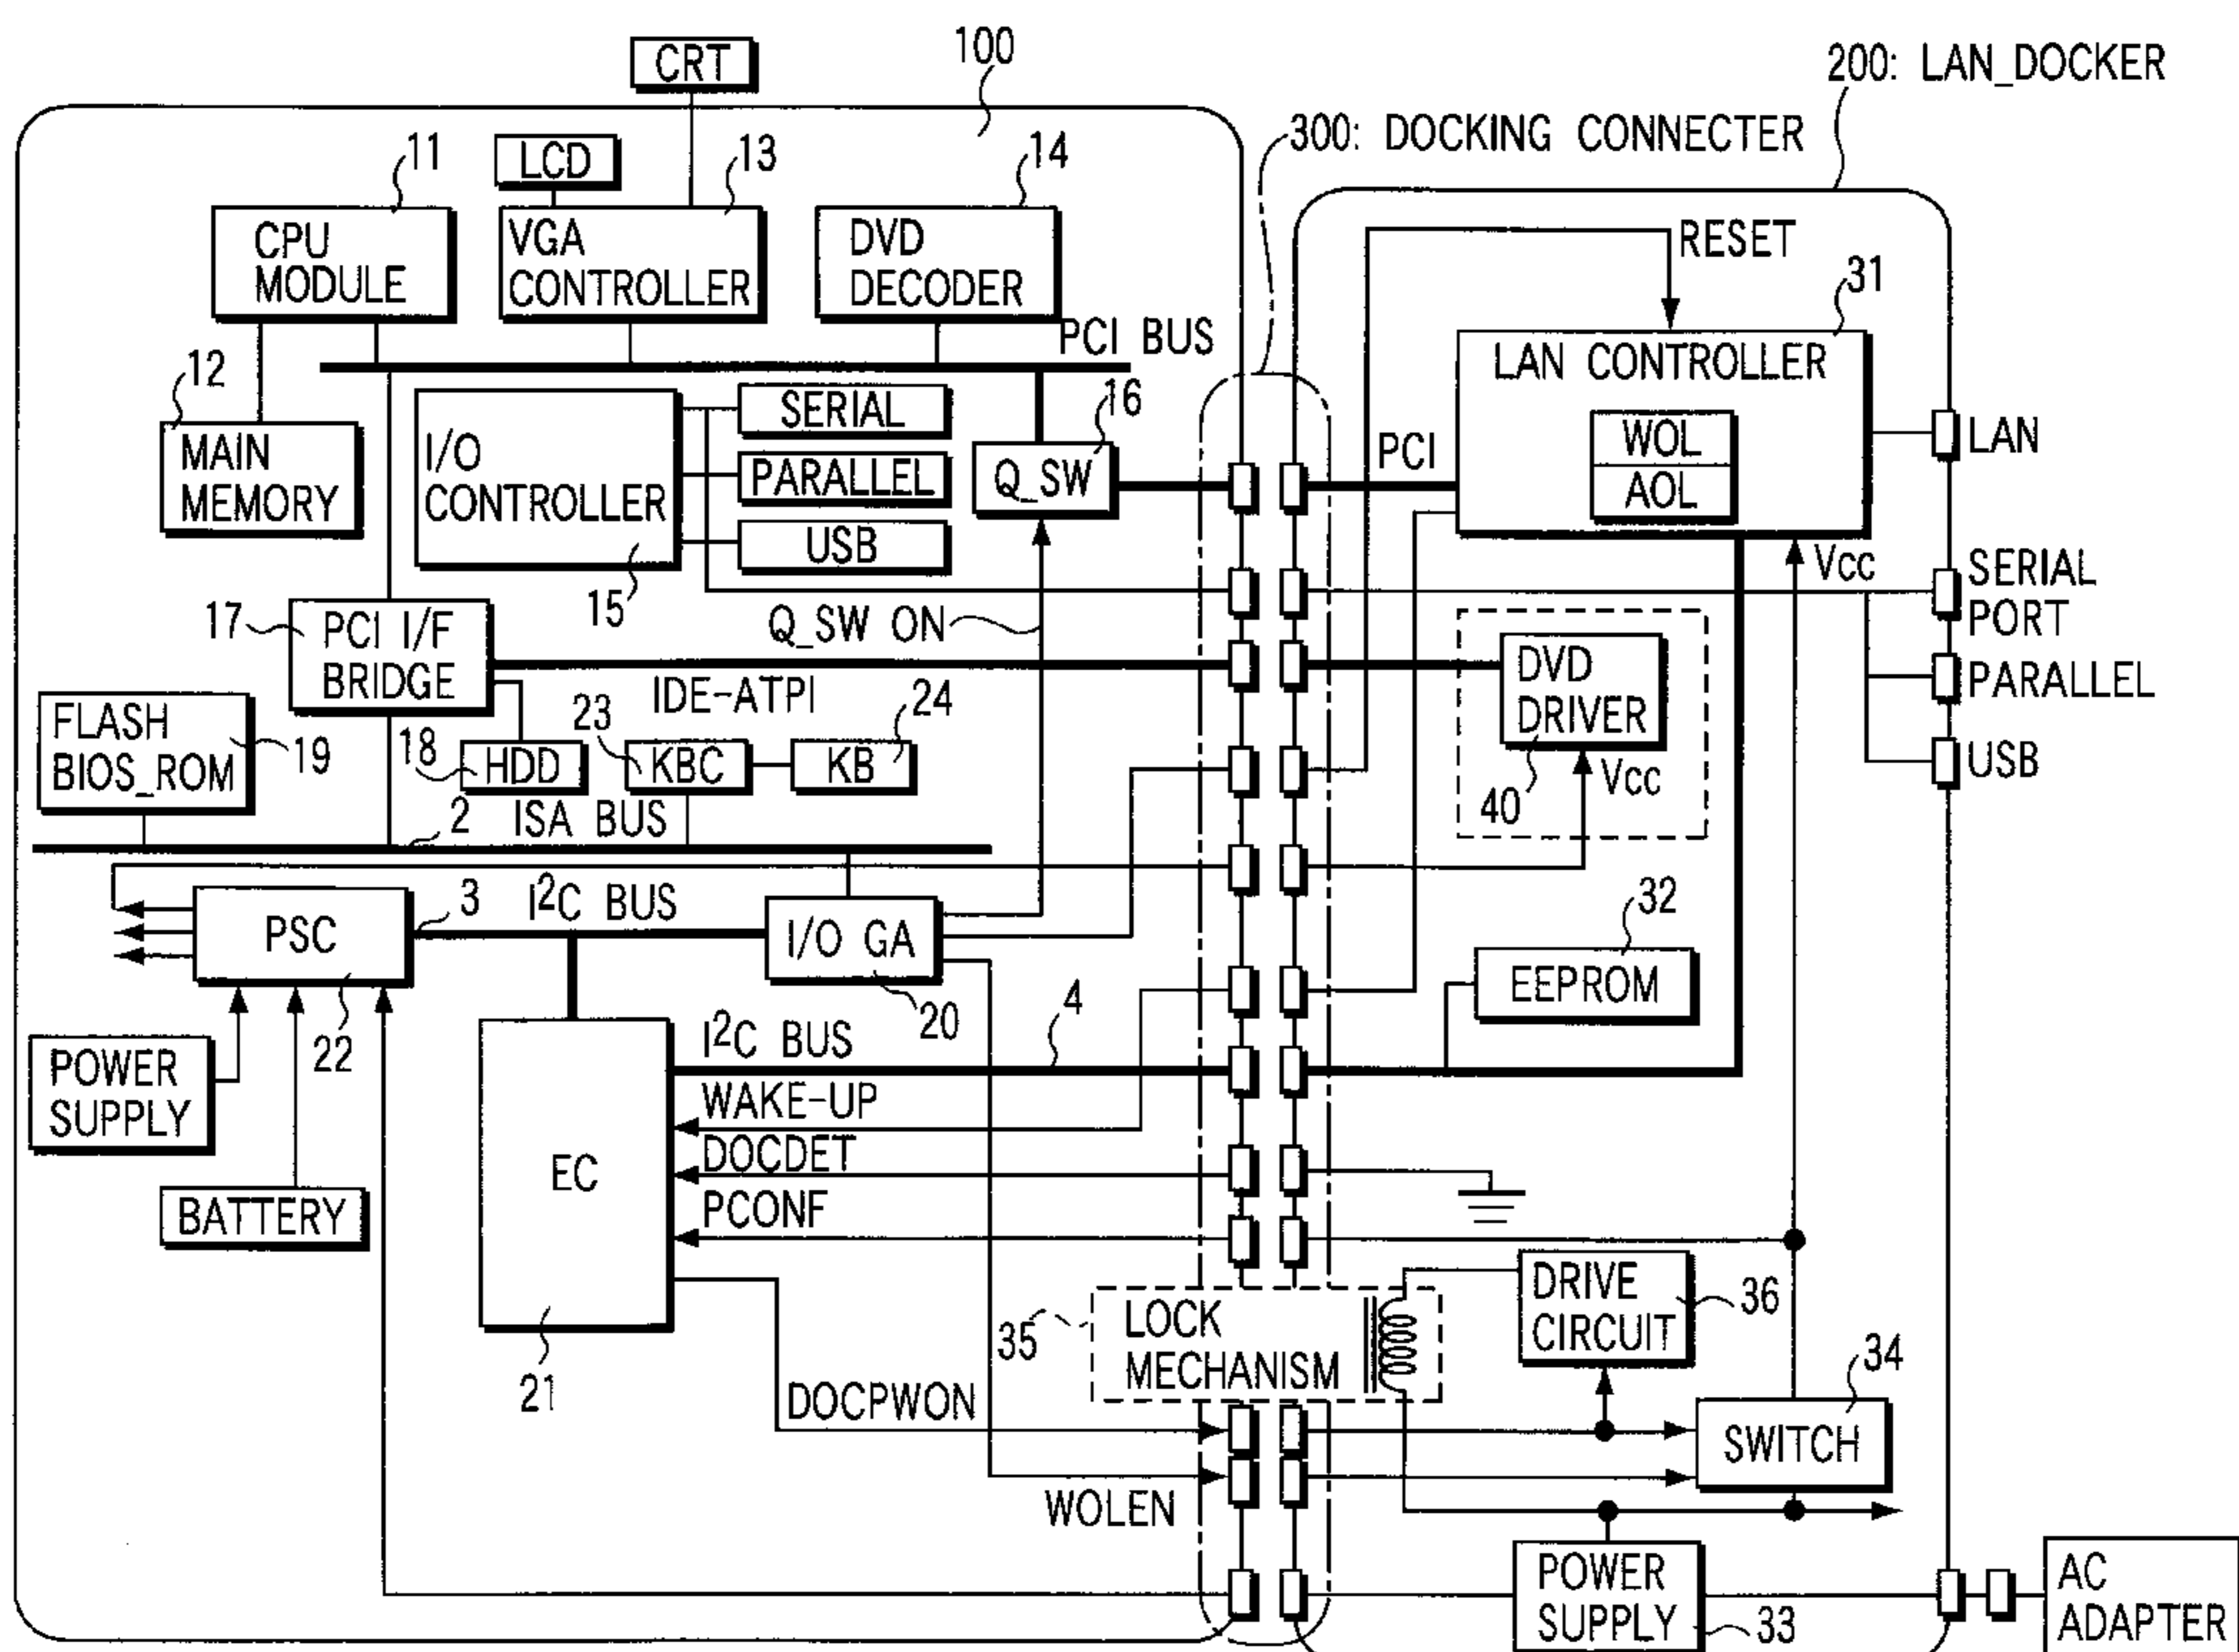 CRT
100
200: LAN_DOCKER
300: DOCKING CONNECTER
11
LCD
13
14
CPU
MODULE
VGA
CONTROLLER
DVD
DECODER
PCI BUS
RESET
31
LAN CONTROLLER
WOL
AOL
LAN
12
MAIN
MEMORY
I/O
CONTROLLER
15
SERIAL
PARALLEL
USB
16
Q_SW
PCI
Vcc
SERIAL
PORT
PARALLEL
USB
17
PCI I/F
BRIDGE
Q_SW ON
IDE-ATPI
DVD
DRIVER
40
Vcc
FLASH
BIOS_ROM
19
18
HDD
23
KBC
24
KB
2
ISA BUS
PSC
22
3
I²C BUS
I/O GA
20
32
EEPROM
POWER
SUPPLY
BATTERY
EC
21
I²C BUS
4
WAKE-UP
DOCDET
PCONF
35
LOCK
MECHANISM
DRIVE
CIRCUIT
36
34
SWITCH
DOCPWON
WOLEN
POWER
SUPPLY
33
AC
ADAPTER